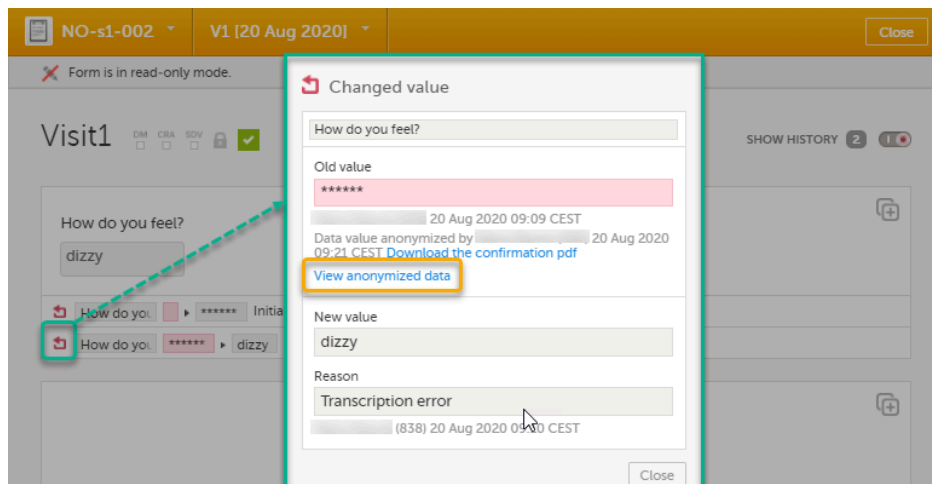 NO-s1-002
V1 [20 Aug 2020]
Close
Form is in read-only mode.
Visit1
DM CRA SDV
SHOW HISTORY 2
How do you feel?
dizzy
How do you ****** Initia
How do you ****** dizzy
Changed value
How do you feel?
Old value
******
20 Aug 2020 09:09 CEST
Data value anonymized by 20 Aug 2020
09:21 CEST Download the confirmation pdf
View anonymized data
New value
dizzy
Reason
Transcription error
(838) 20 Aug 2020 CEST
Close